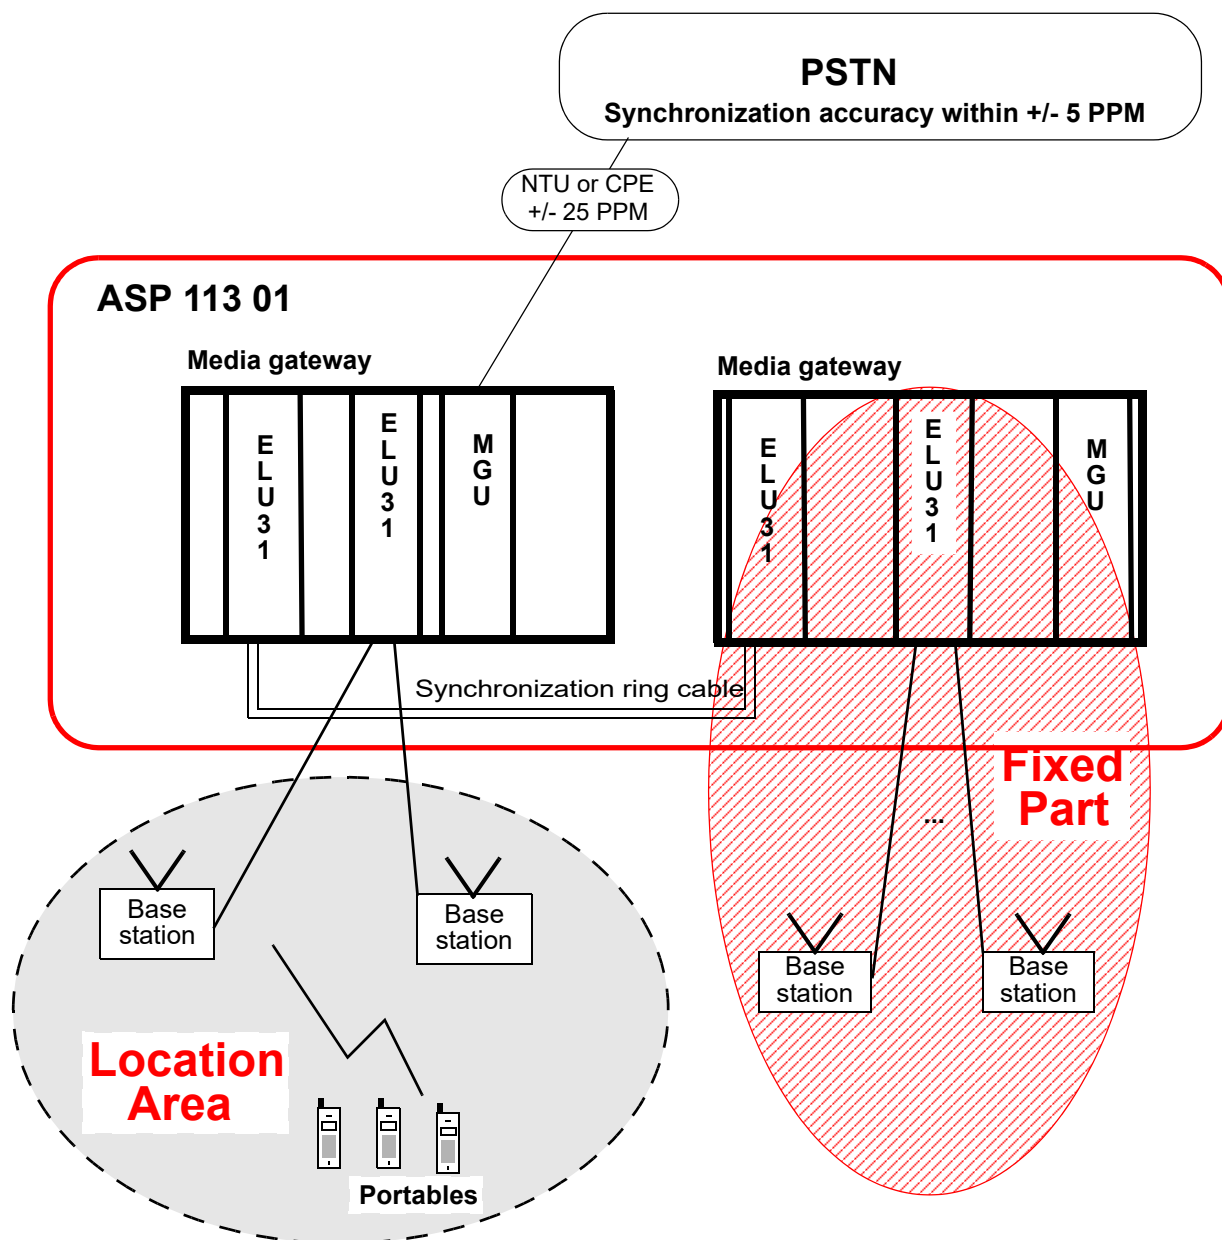 PSTN
Synchronization accuracy within +/- 5 PPM
NTU or CPE
+/- 25 PPM
ASP 113 01
Media gateway
Media gateway
ELU31
ELU31
MGU
ELU31
ELU31
MGU
Synchronization ring cable
Fixed
Part
...
Base
station
Base
station
Base
station
Base
station
Location
Area
Portables